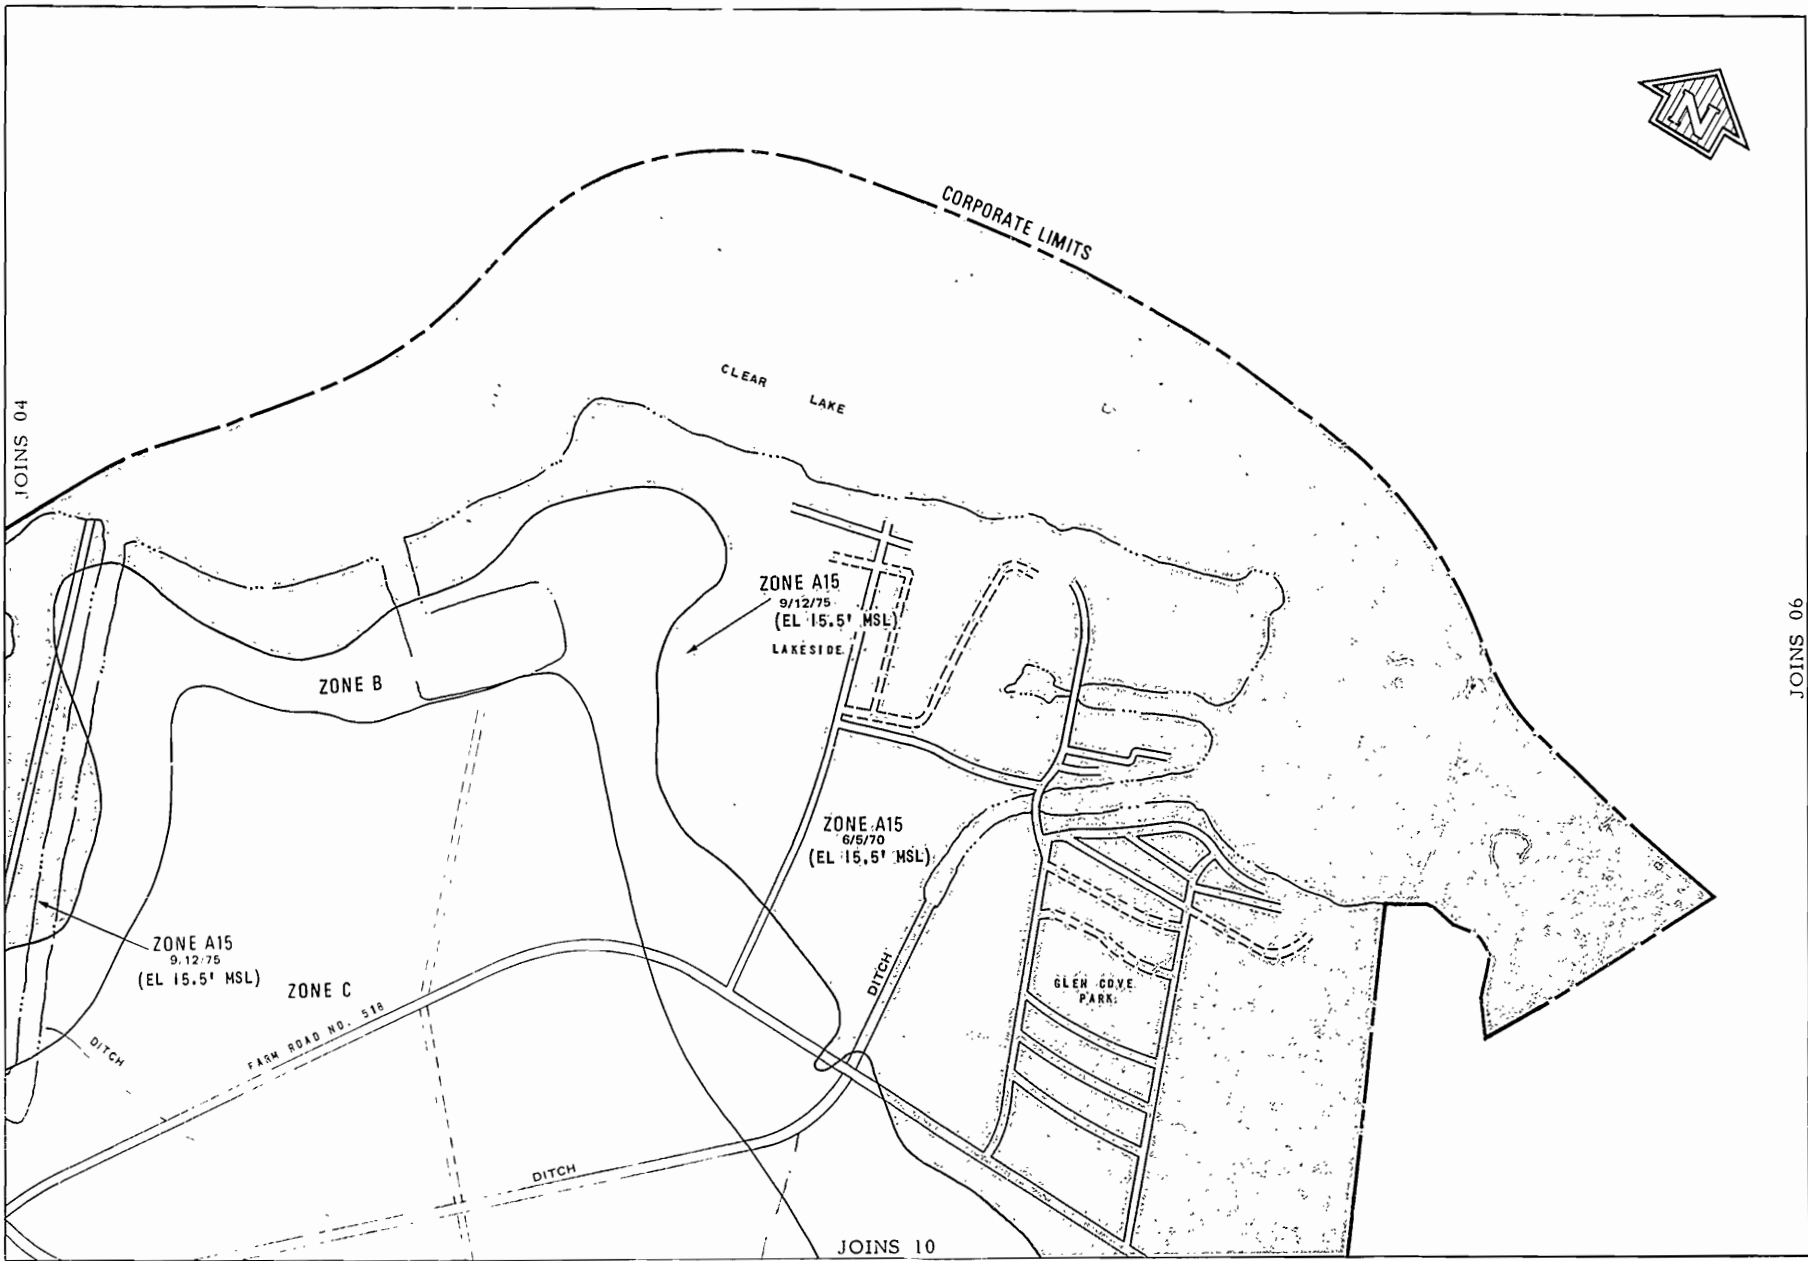 N
CORPORATE LIMITS
CLEAR
LAKE
JOINS 04
JOINS 06
ZONE A15
9/12/75
(EL 15.5' MSL)
LAKESIDE
ZONE B
ZONE A15
6/5/70
(EL 15.5' MSL)
ZONE A15
9/12/75
(EL 15.5' MSL)
ZONE C
DITCH
GLEN COVE
PARK
FARM ROAD NO. 518
DITCH
DITCH
JOINS 10